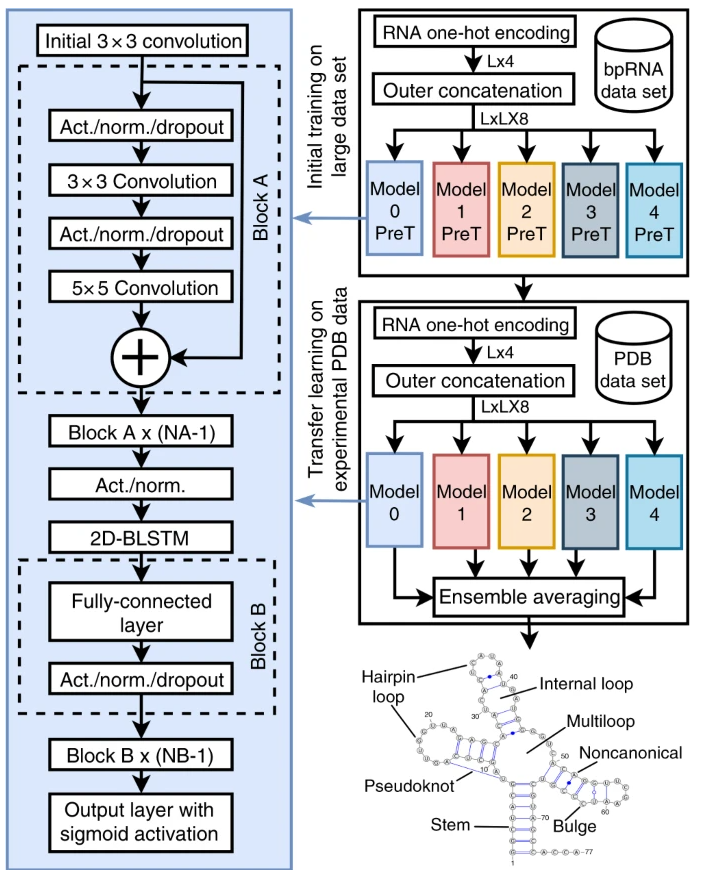 Initial 3×3 convolution
Act./norm./dropout
3×3 Convolution
Act./norm./dropout
5×5 Convolution
Block A
Block A x (NA-1)
Act./norm.
2D-BLSTM
Fully-connected
layer
Act./norm./dropout
Block B
Block B x (NB-1)
Output layer with
sigmoid activation
Initial training on
large data set
RNA one-hot encoding
Lx4
Outer concatenation
LxLX8
bpRNA
data set
Model
0
PreT
Model
1
PreT
Model
2
PreT
Model
3
PreT
Model
4
PreT
Transfer learning on
experimental PDB data
RNA one-hot encoding
Lx4
Outer concatenation
LxLX8
PDB
data set
Model
0
Model
1
Model
2
Model
3
Model
4
Ensemble averaging
Hairpin
loop
Internal loop
Multiloop
Noncanonical
Pseudoknot
Stem
Bulge
1
10
20
30
40
50
60
70
A-C-C-A-77